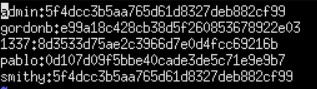 admin:5f4dcc3b5aa765d61d8327deb882cf99
gordonb:e99a18c428cb38d5f260853678922e03
1337:8d3533d75ae2c3966d7e0d4fcc69216b
pablo:0d107d09f5bbe40cade3de5c71e9e9b7
smithy:5f4dcc3b5aa765d61d8327deb882cf99